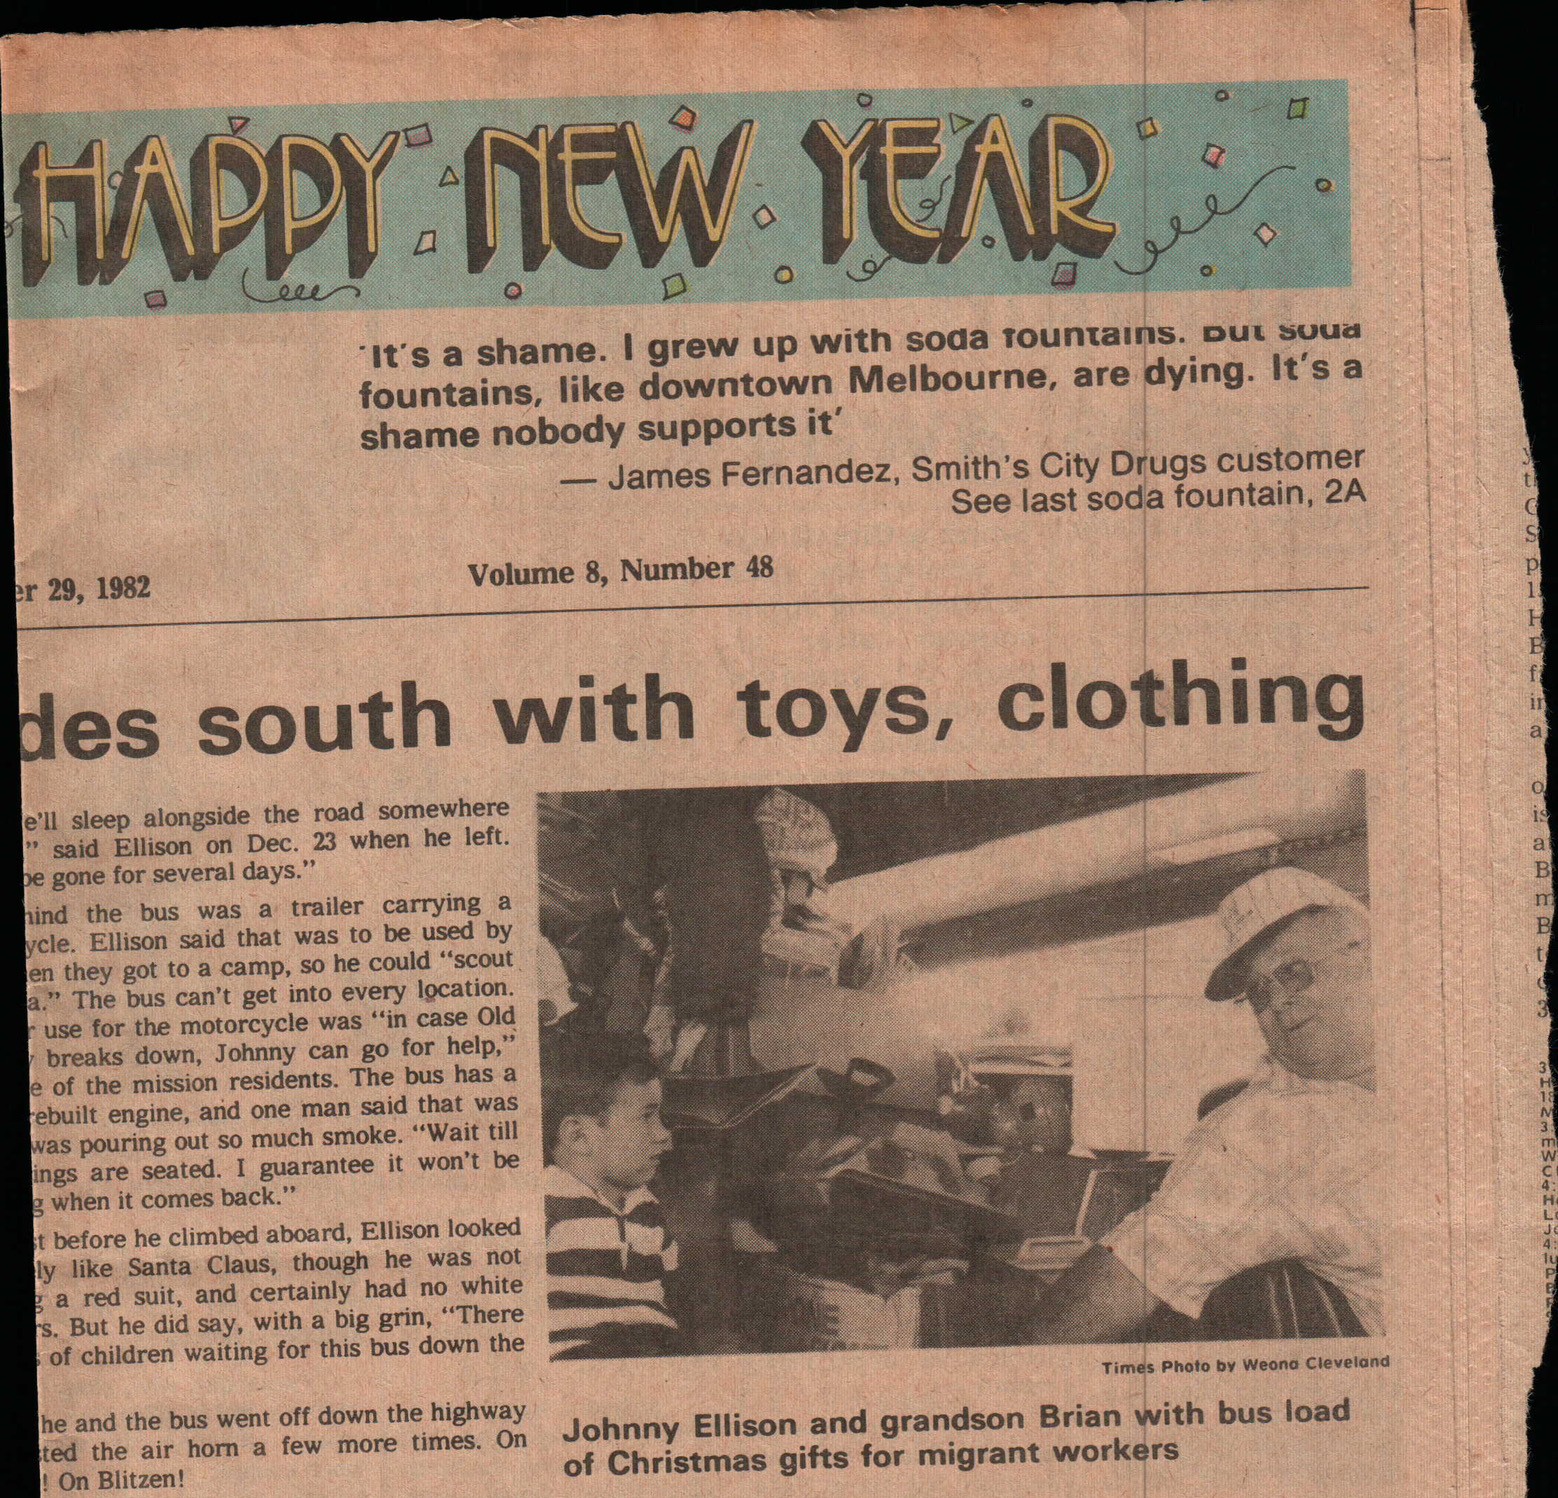 HAPPY NEW YEAR
'It's a shame. I grew up with soda fountains. But soda
fountains, like downtown Melbourne, are dying. It's a
shame nobody supports it'
— James Fernandez, Smith's City Drugs customer
See last soda fountain, 2A
er 29, 1982
Volume 8, Number 48
des south with toys, clothing
e'll sleep alongside the road somewhere
" said Ellison on Dec. 23 when he left.
be gone for several days."
hind the bus was a trailer carrying a
ycle. Ellison said that was to be used by
en they got to a camp, so he could "scout
a." The bus can't get into every location.
r use for the motorcycle was "in case Old
breaks down, Johnny can go for help,"
e of the mission residents. The bus has a
rebuilt engine, and one man said that was
was pouring out so much smoke. "Wait till
ings are seated. I guarantee it won't be
g when it comes back."
t before he climbed aboard, Ellison looked
ly like Santa Claus, though he was not
g a red suit, and certainly had no white
rs. But he did say, with a big grin, "There
of children waiting for this bus down the
he and the bus went off down the highway
ted the air horn a few more times. On
! On Blitzen!
Times Photo by Weona Cleveland
Johnny Ellison and grandson Brian with bus load
of Christmas gifts for migrant workers